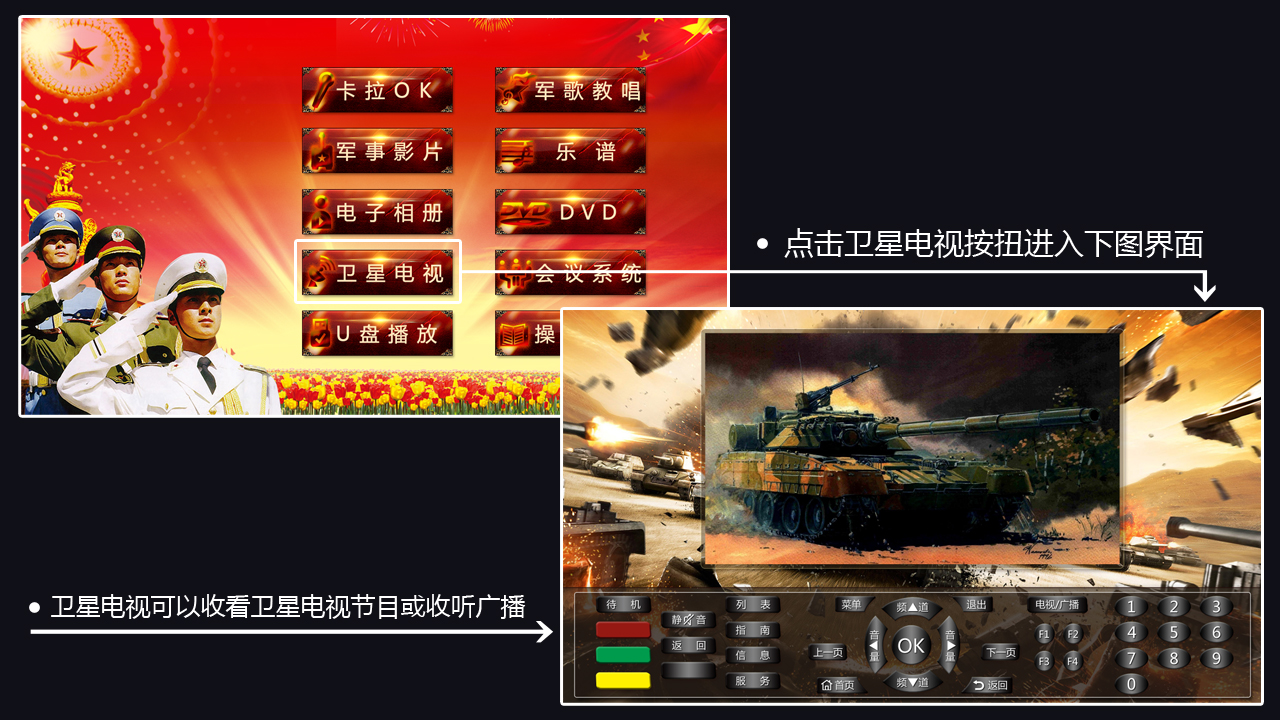 卡拉OK
军歌教唱
军事影片
乐谱
电子相册
DVD DVD
卫星电视
会议系统
U盘播放
操
• 点击卫星电视按扭进入下图界面
• 卫星电视可以收看卫星电视节目或收听广播
待机
静音
返回
列表
指南
信息
服务
菜单
频▲道
退出
上一页
音◀量
OK
音▶量
下一页
首页
频▼道
返回
电视/广播
F1 F2
F3 F4
1 2 3
4 5 6
7 8 9
0